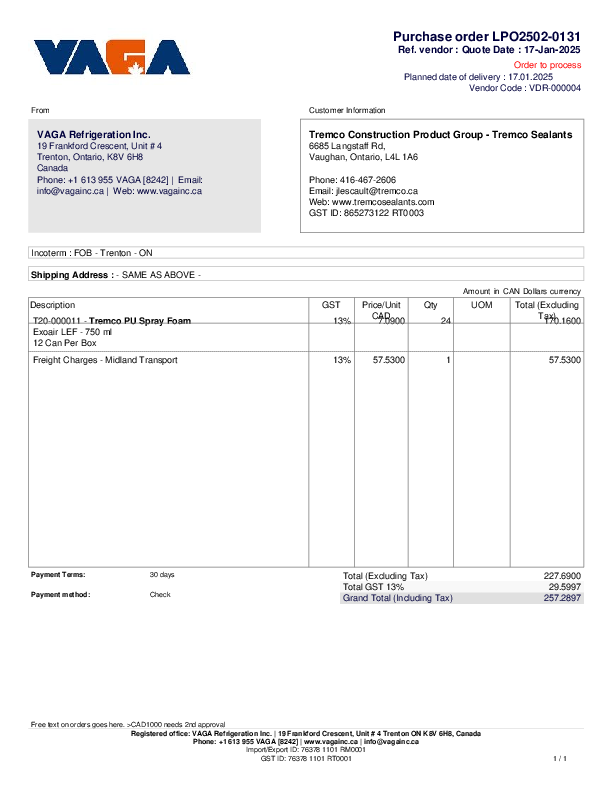 VAGA
Purchase order LPO2502-0131
Ref. vendor : Quote Date : 17-Jan-2025
Order to process
Planned date of delivery : 17.01.2025
Vendor Code : VDR-000004
From
VAGA Refrigeration Inc.
19 Frankford Crescent, Unit # 4
Trenton, Ontario, K8V 6H8
Canada
Phone: +1 613 955 VAGA [8242] | Email:
info@vagainc.ca | Web: www.vagainc.ca
Customer Information
Tremco Construction Product Group - Tremco Sealants
6685 Langstaff Rd,
Vaughan, Ontario, L4L 1A6
Phone: 416-467-2606
Email: jlescault@tremco.ca
Web: www.tremcosealants.com
GST ID: 865273122 RT0003
Incoterm : FOB - Trenton - ON
Shipping Address : - SAME AS ABOVE -
Amount in CAN Dollars currency
Description GST Price/Unit CAD Qty UOM Total (Excluding Tax)
T20-000011 - Tremco PU Spray Foam 13% 7.0900 24 170.1600
Exoair LEF - 750 ml
12 Can Per Box
Freight Charges - Midland Transport 13% 57.5300 1 57.5300
Payment Terms: 30 days
Payment method: Check
Total (Excluding Tax) 227.6900
Total GST 13% 29.5997
Grand Total (Including Tax) 257.2897
Free text on orders goes here. >CAD1000 needs 2nd approval
Registered office: VAGA Refrigeration Inc. | 19 Frankford Crescent, Unit # 4 Trenton ON K8V 6H8, Canada
Phone: +1 613 955 VAGA [8242] | www.vagainc.ca | info@vagainc.ca
Import/Export ID: 76378 1101 RM0001
GST ID: 76378 1101 RT0001
1 / 1